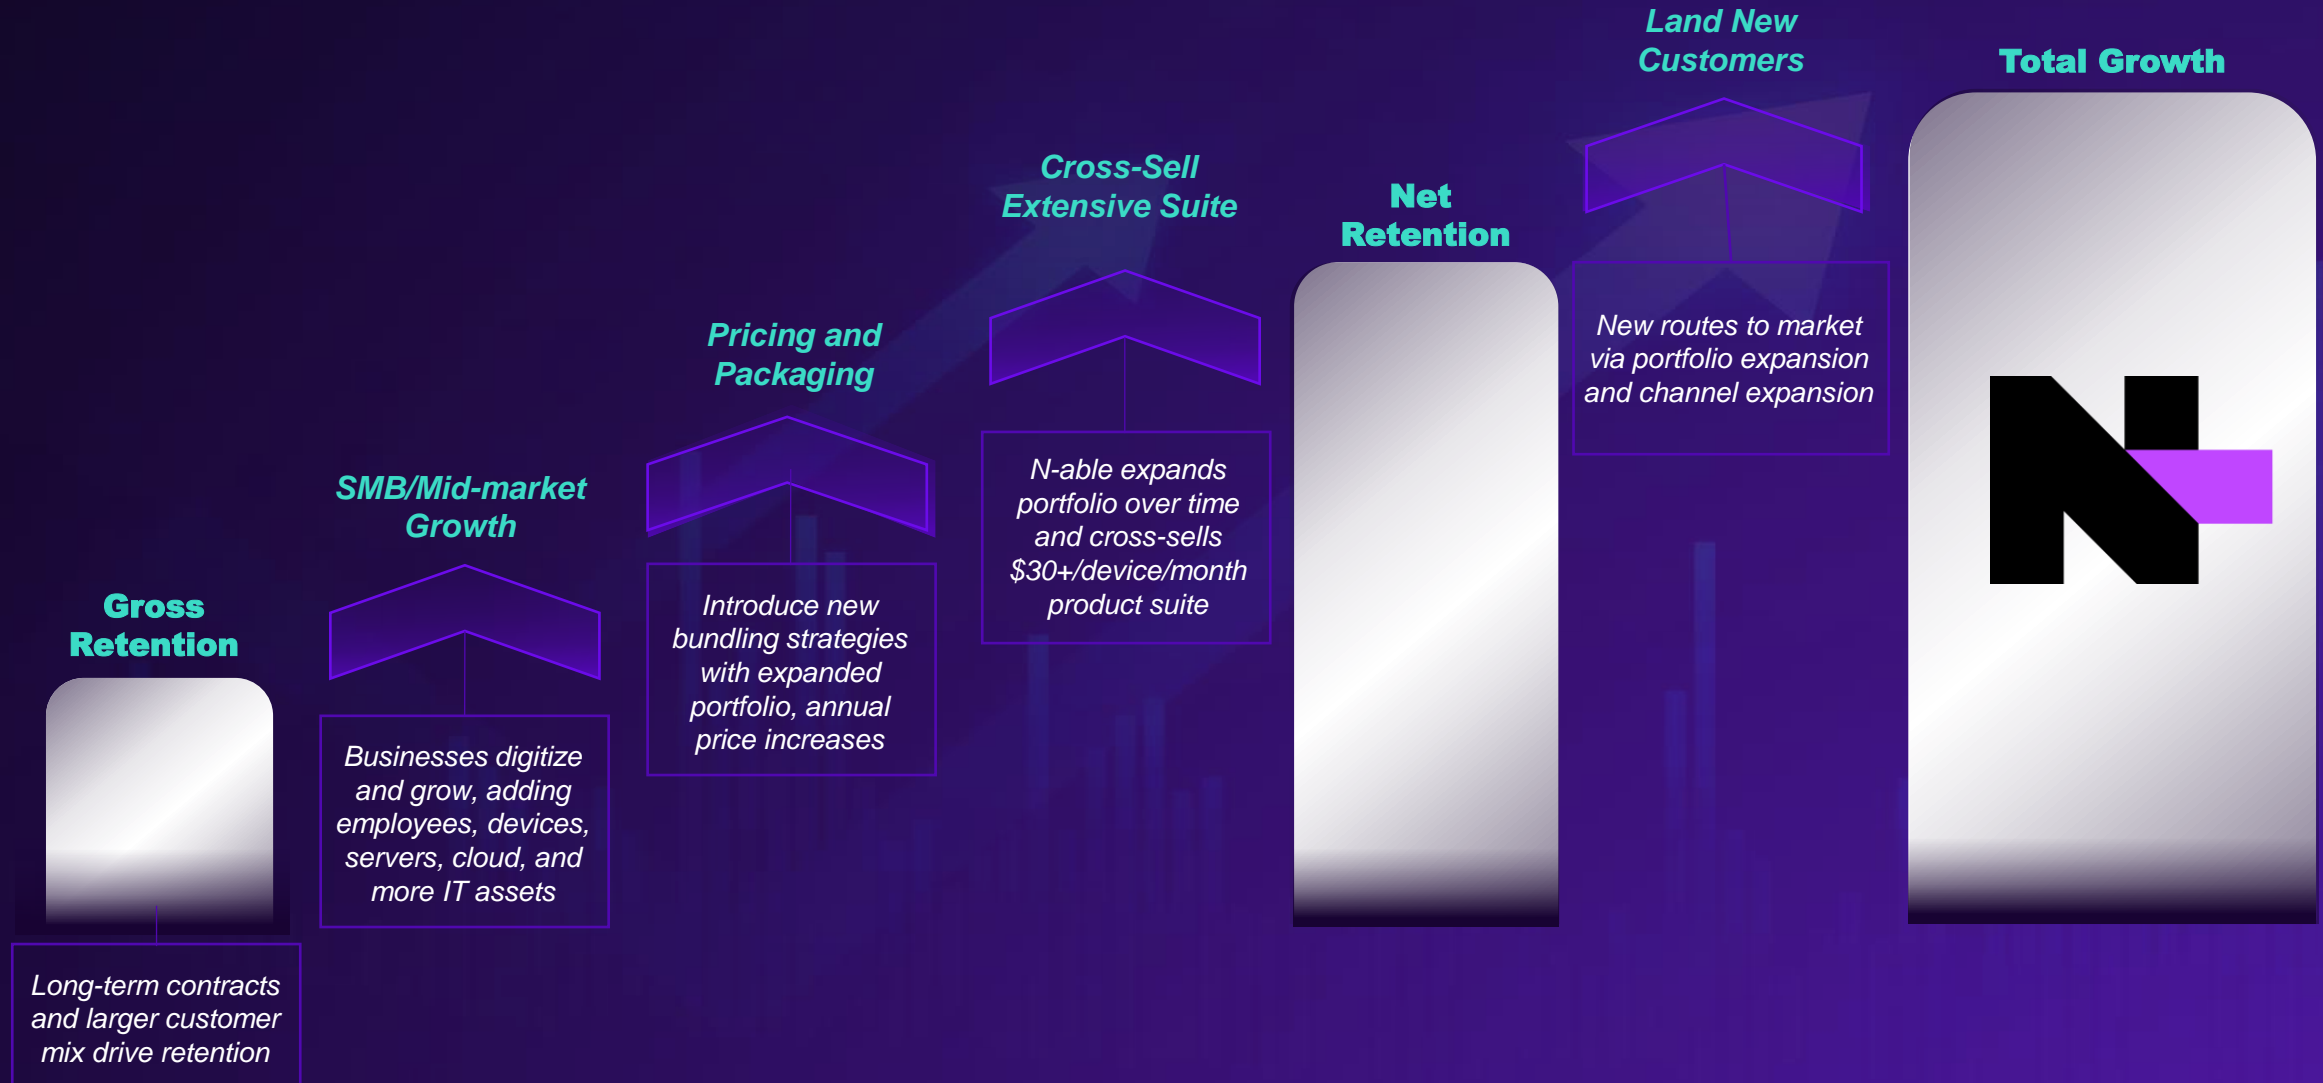 Gross
Retention
Long-term contracts
and larger customer
mix drive retention
SMB/Mid-market
Growth
Businesses digitize
and grow, adding
employees, devices,
servers, cloud, and
more IT assets
Pricing and
Packaging
Introduce new
bundling strategies
with expanded
portfolio, annual
price increases
Cross-Sell
Extensive Suite
N-able expands
portfolio over time
and cross-sells
$30+/device/month
product suite
Net
Retention
Land New
Customers
New routes to market
via portfolio expansion
and channel expansion
Total Growth
N